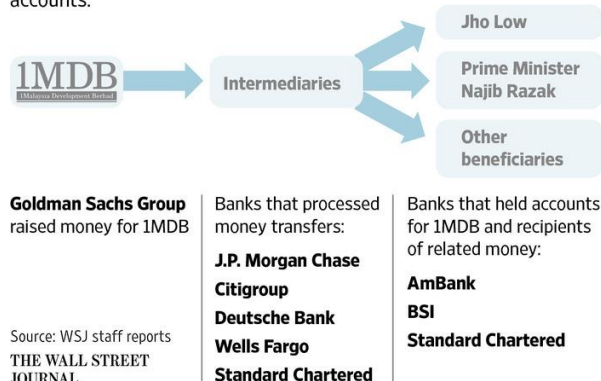 accounts.
Jho Low
1MDB
1Malaysia Development Berhad
Intermediaries
Prime Minister
Najib Razak
Other
beneficiaries
Goldman Sachs Group
raised money for 1MDB
Source: WSJ staff reports
THE WALL STREET
JOURNAL
Banks that processed
money transfers:
J.P. Morgan Chase
Citigroup
Deutsche Bank
Wells Fargo
Standard Chartered
Banks that held accounts
for 1MDB and recipients
of related money:
AmBank
BSI
Standard Chartered